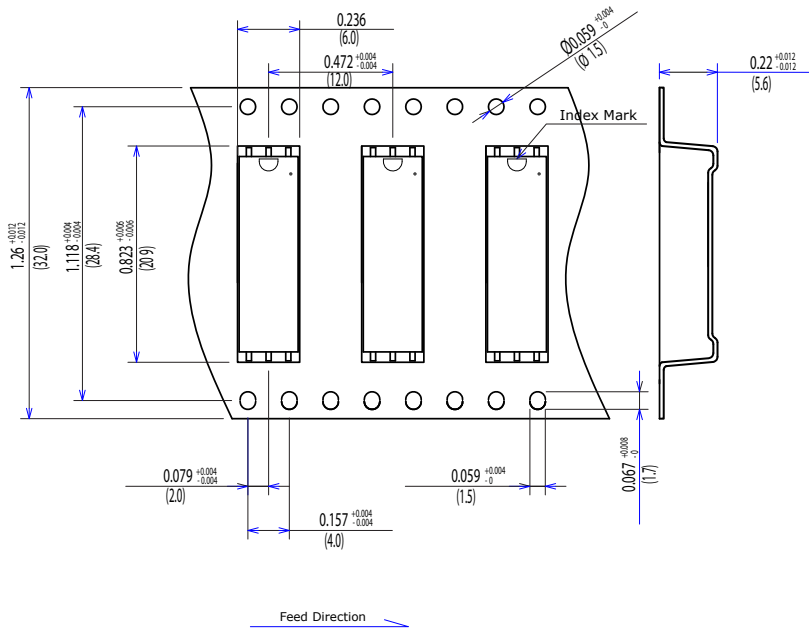 0.236
(6.0)
0.472 +0.004 -0.004
(12.0)
Ø0.059 +0.004 -0
(Ø 1.5)
0.22 +0.012 -0.012
(5.6)
Index Mark
1.26 +0.012 -0.012
(32.0)
1.118 +0.004 -0.004
(28.4)
0.823 +0.006 -0.006
(20 9)
0.079 +0.004 -0.004
(2.0)
0.157 +0.004 -0.004
(4.0)
0.059 +0.004 -0
(1.5)
0.067 +0.008 -0
(1.7)
Feed Direction